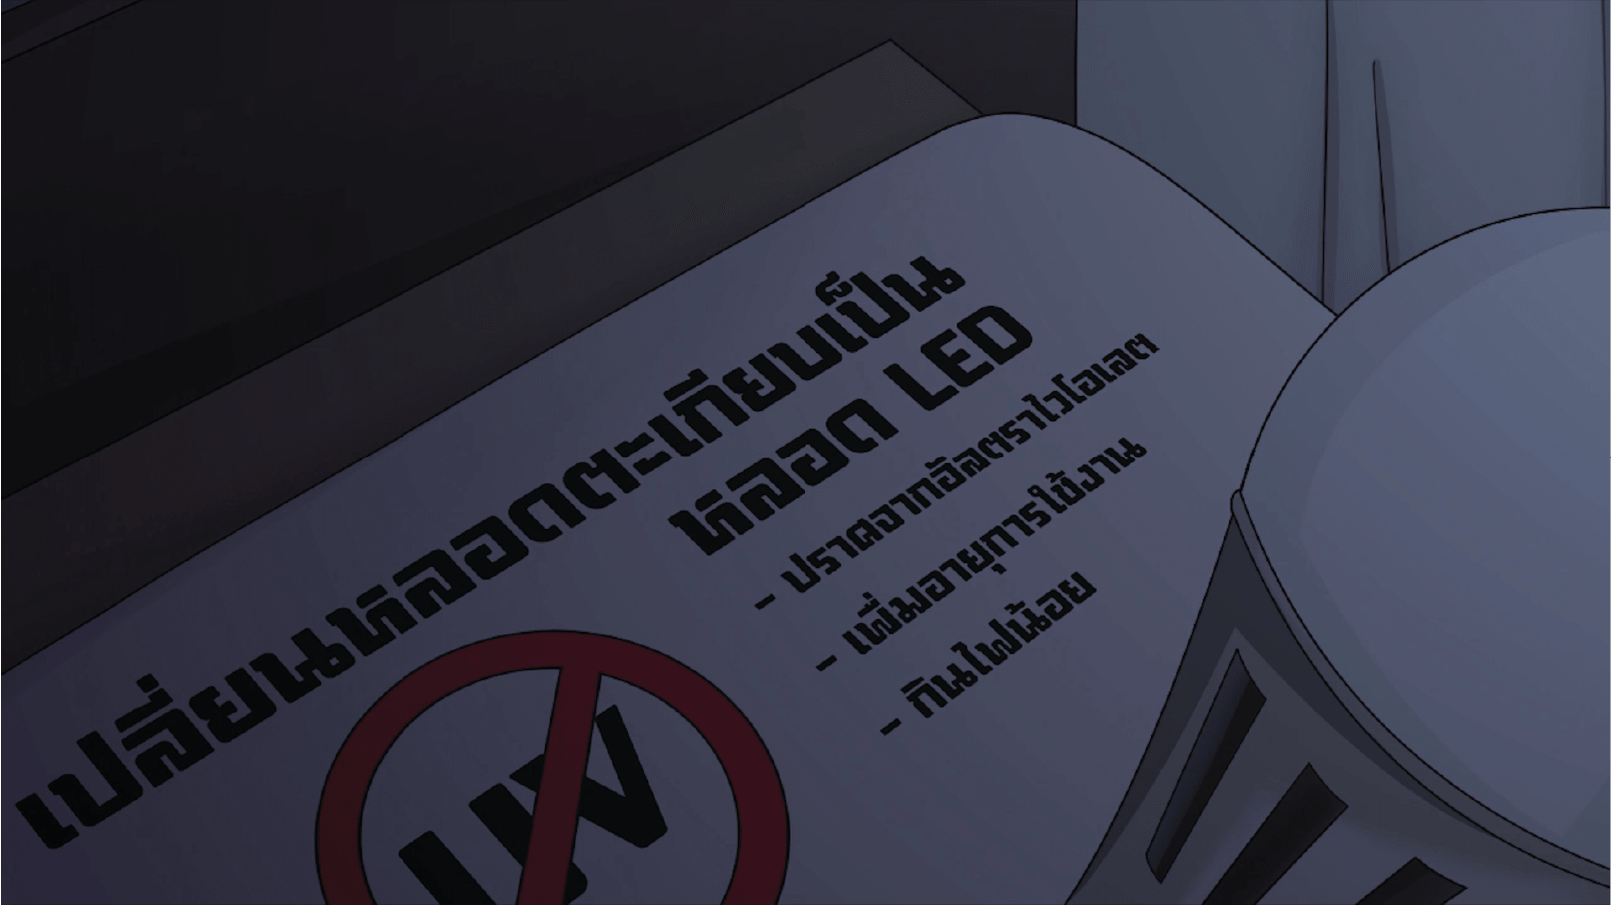 เปลี่ยนหลอดตะเกียบเป็น
หลอด LED
- ปราศจากอัลตราไวโอเลต
- เพิ่มอายุการใช้งาน
- กินไฟน้อย
UV